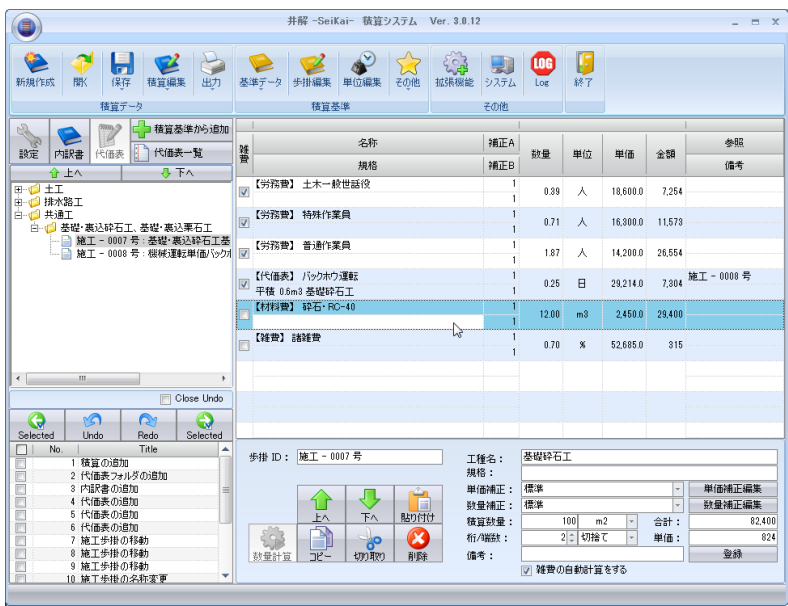 井解 -SeiKai- 積算システム Ver. 3.0.12
新規作成 開く 保存 積算編集 出力 基準データ 歩掛編集 単位編集 その他 拡張機能 システム Log 終了
積算データ 積算基準 その他
設定 内訳書 代価表 積算基準から追加
代価表一覧
上へ 下へ
土工
排水路工
共通工
基礎・裏込砕石工、基礎・裏込栗石工
施工 - 0007 号 : 基礎・裏込砕石工基
施工 - 0008 号 : 機械運転単価/バックホ
Close Undo
Selected Undo Redo Selected
No. Title
1 積算の追加
2 代価表フォルダの追加
3 内訳書の追加
4 代価表の追加
5 代価表の追加
6 代価表の追加
7 施工歩掛の移動
8 施工歩掛の移動
9 施工歩掛の移動
10 施工歩掛の名称変更
雑費 名称 補正A 数量 単位 単価 金額 参照
規格 補正B 備考
【労務費】 土木一般世話役 1 0.39 人 18,600.0 7,254
1
【労務費】 特殊作業員 1 0.71 人 16,300.0 11,573
1
【労務費】 普通作業員 1 1.87 人 14,200.0 26,554
1
【代価表】 バックホウ運転 1 0.25 日 29,214.0 7,304 施工 - 0008 号
平積 0.6m3 基礎砕石工 1
【材料費】 砕石・RC-40 1 12.00 m3 2,450.0 29,400
1
【雑費】 諸雑費 1 0.70 % 52,685.0 315
1
歩掛 ID : 施工 - 0007 号
上へ 下へ 貼り付け
数量計算 コピー 切り取り 削除
工種名 : 基礎砕石工
規格 :
単価補正 : 標準 単価補正編集
数量補正 : 標準 数量補正編集
積算数量 : 100 m2 合計 : 82,400
桁/端数 : 2 切捨て 単価 : 824
備考 : 登録
雑費の自動計算をする